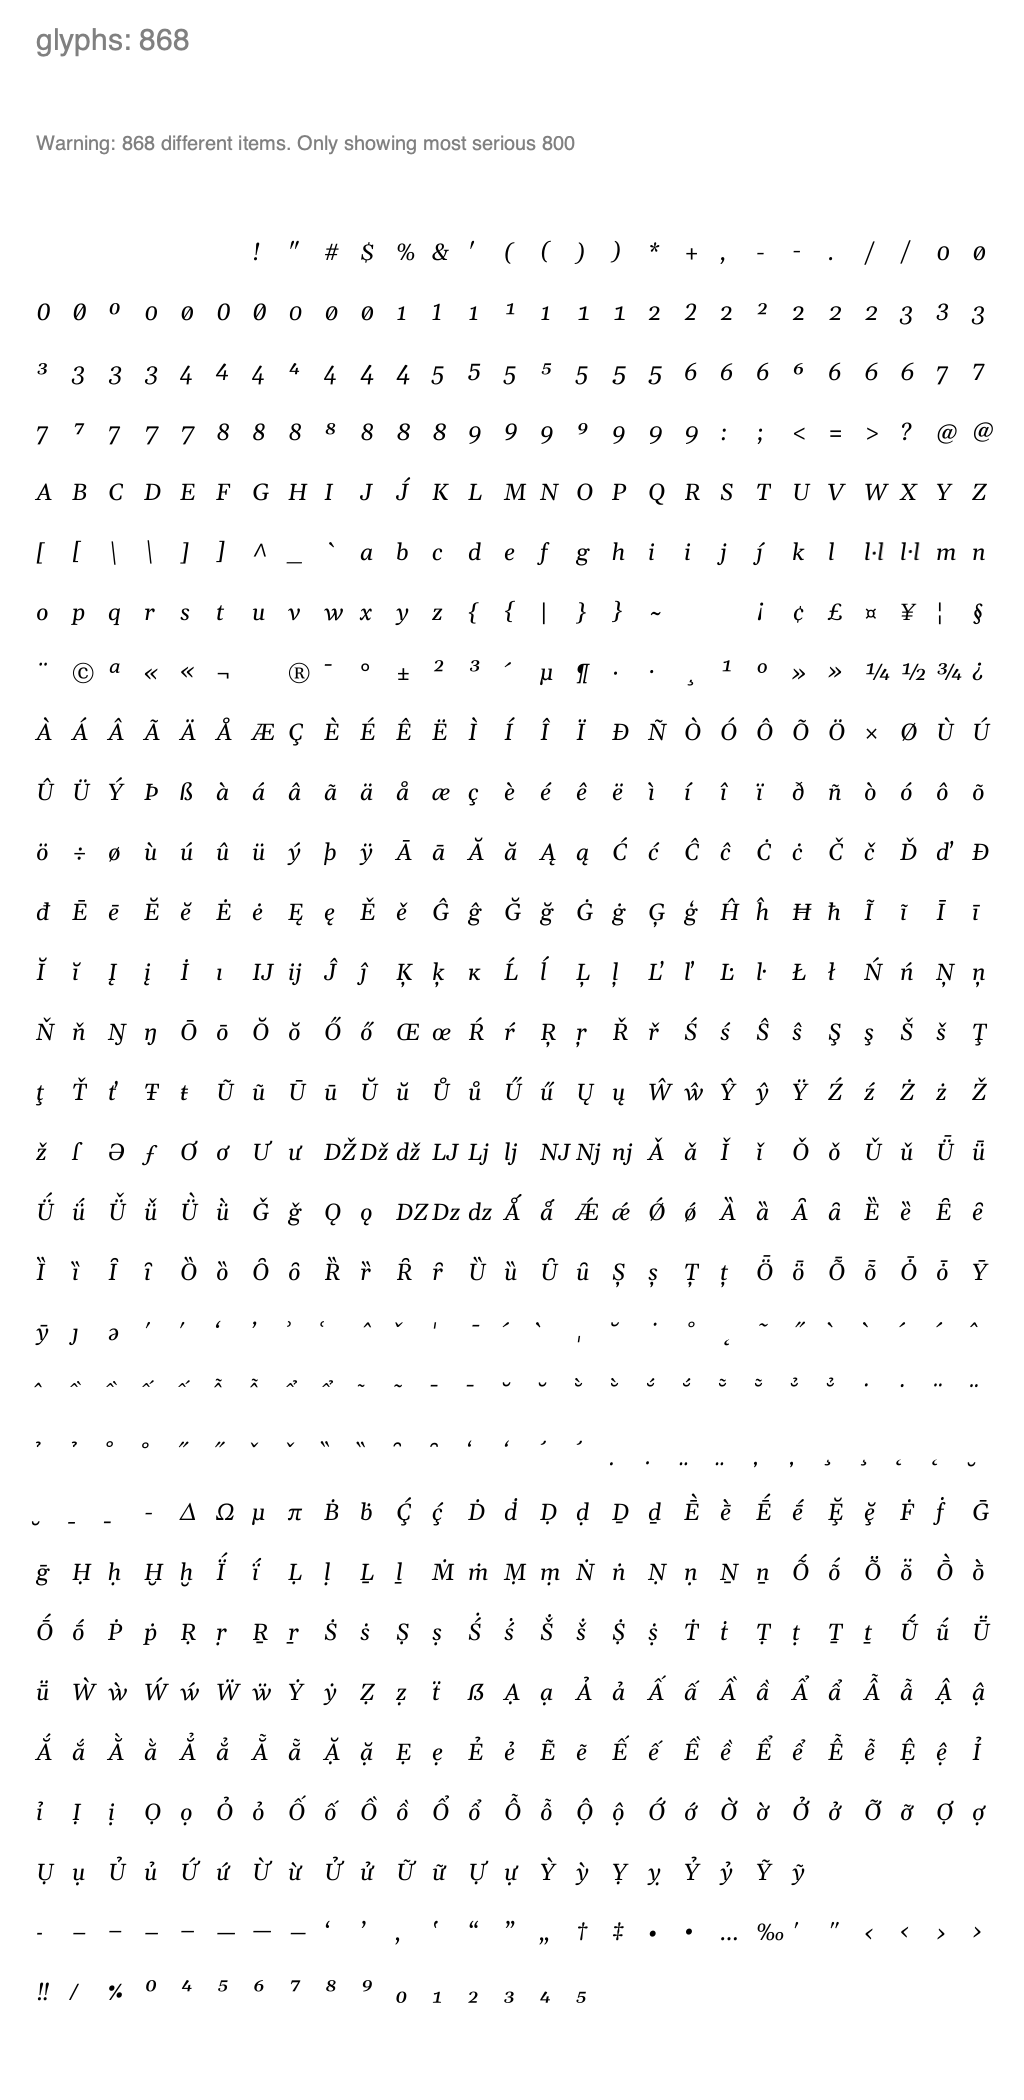 glyphs: 868
Warning: 868 different items. Only showing most serious 800
! " # $ % & ' ( ( ) ) * + , - - . / / 0 0
0 0 º 0 0 0 0 0 0 0 1 1 1 ¹ 1 1 1 2 2 2 ² 2 2 2 3 3 3
³ 3 3 3 4 4 4 ⁴ 4 4 4 5 5 5 ⁵ 5 5 5 6 6 6 ⁶ 6 6 6 7 7
7 ⁷ 7 7 7 8 8 8 ⁸ 8 8 8 9 9 9 ⁹ 9 9 9 : ; < = > ? @ @
A B C D E F G H I J J́ K L M N O P Q R S T U V W X Y Z
[ [ \ \ ] ] ^ _ ` a b c d e f g h i i j j́ k l l·l l·l m n
o p q r s t u v w x y z { { | } } ~ ¡ ¢ £ ¤ ¥ ¦ §
¨ © ª « « ¬ ® ¯ ° ± ² ³ ´ µ ¶ · · ¸ ¹ º » » ¼ ½ ¾ ¿
À Á Â Ã Ä Å Æ Ç È É Ê Ë Ì Í Î Ï Ð Ñ Ò Ó Ô Õ Ö × Ø Ù Ú
Û Ü Ý Þ ß à á â ã ä å æ ç è é ê ë ì í î ï ð ñ ò ó ô õ
ö ÷ ø ù ú û ü ý þ ÿ Ā ā Ă ă Ą ą Ć ć Ĉ ĉ Ċ ċ Č č Ď ď Đ
đ Ē ē Ĕ ĕ Ė ė Ę ę Ě ě Ĝ ĝ Ğ ğ Ġ ġ Ģ ģ Ĥ ĥ Ħ ħ Ĩ ĩ Ī ī
Ĭ ĭ Į į İ ı IJ ij Ĵ ĵ Ķ ķ ĸ Ĺ ĺ Ļ ļ Ľ ľ Ŀ ŀ Ł ł Ń ń Ņ ņ
Ň ň Ŋ ŋ Ō ō Ŏ ŏ Ő ő Œ œ Ŕ ŕ Ŗ ŗ Ř ř Ś ś Ŝ ŝ Ş ş Š š Ţ
ţ Ť ť Ŧ ŧ Ũ ũ Ū ū Ŭ ŭ Ů ů Ű ű Ų ų Ŵ ŵ Ŷ ŷ Ÿ Ź ź Ż ż Ž
ž ſ Ə ƒ Ơ ơ Ư ư DŽ Dž dž LJ Lj lj NJ Nj nj Ǎ ǎ Ǐ ǐ Ǒ ǒ Ǔ ǔ Ǖ ǖ
Ǘ ǘ Ǚ ǚ Ǜ ǜ Ǧ ǧ Ǫ ǫ DZ Dz dz Ǻ ǻ Ǽ ǽ Ǿ ǿ Ȁ ȁ Ȃ ȃ Ȅ ȅ Ȇ ȇ
Ȉ ȉ Ȋ ȋ Ȍ ȍ Ȏ ȏ Ȑ ȑ Ȓ ȓ Ȕ ȕ Ȗ ȗ Ș ș Ț ț Ȫ ȫ Ȭ ȭ Ȱ ȱ Ȳ
ȳ ȷ ə ʹ ʹ ʻ ʼ ʾ ʿ ˆ ˇ ˈ ˉ ˊ ˋ ˌ ˘ ˙ ˚ ˛ ˜ ˝ ̀ ̀ ́ ́ ̂
- Δ Ω μ π Ḃ ḃ Ḉ ḉ Ḋ ḋ Ḍ ḍ Ḏ ḏ Ḕ ḕ Ḗ ḗ Ḝ ḝ Ḟ ḟ Ḡ
ḡ Ḥ ḥ Ḫ ḫ Ḯ ḯ Ḷ ḷ Ḻ ḻ Ṁ ṁ Ṃ ṃ Ṅ ṅ Ṇ ṇ Ṉ ṉ Ṍ ṍ Ṏ ṏ Ṑ ṑ
Ṓ ṓ Ṗ ṗ Ṛ ṛ Ṟ ṟ Ṡ ṡ Ṣ ṣ Ṥ ṥ Ṧ ṧ Ṩ ṩ Ṫ ṫ Ṭ ṭ Ṯ ṯ Ṹ ṹ Ṻ
ṻ Ẁ ẁ Ẃ ẃ Ẅ ẅ Ẏ ẏ Ẓ ẓ ẗ ẞ Ạ ạ Ả ả Ấ ấ Ầ ầ Ẩ ẩ Ẫ ẫ Ậ ậ
Ắ ắ Ằ ằ Ẳ ẳ Ẵ ẵ Ặ ặ Ẹ ẹ Ẻ ẻ Ẽ ẽ Ế ế Ề ề Ể ể Ễ ễ Ệ ệ Ỉ
ỉ Ị ị Ọ ọ Ỏ ỏ Ố ố Ồ ồ Ổ ổ Ỗ ỗ Ộ ộ Ớ ớ Ờ ờ Ở ở Ỡ ỡ Ợ ợ
Ụ ụ Ủ ủ Ứ ứ Ừ ừ Ử ử Ữ ữ Ự ự Ỳ ỳ Ỵ ỵ Ỷ ỷ Ỹ ỹ
‐ – – – – — — ― ‘ ’ ‚ ‛ “ ” „ † ‡ • • … ‰ ′ ″ ‹ ‹ › ›
‼ ⁄ % ⁰ ⁴ ⁵ ⁶ ⁷ ⁸ ⁹ ₀ ₁ ₂ ₃ ₄ ₅